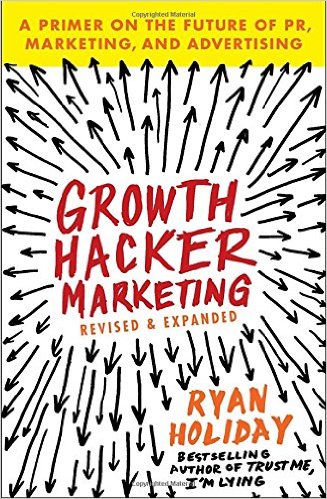 A PRIMER ON THE FUTURE OF PR,
MARKETING, AND ADVERTISING
GROWTH
HACKER
MARKETING
REVISED & EXPANDED
RYAN
HOLIDAY
BESTSELLING
AUTHOR OF TRUST ME,
I'M LYING